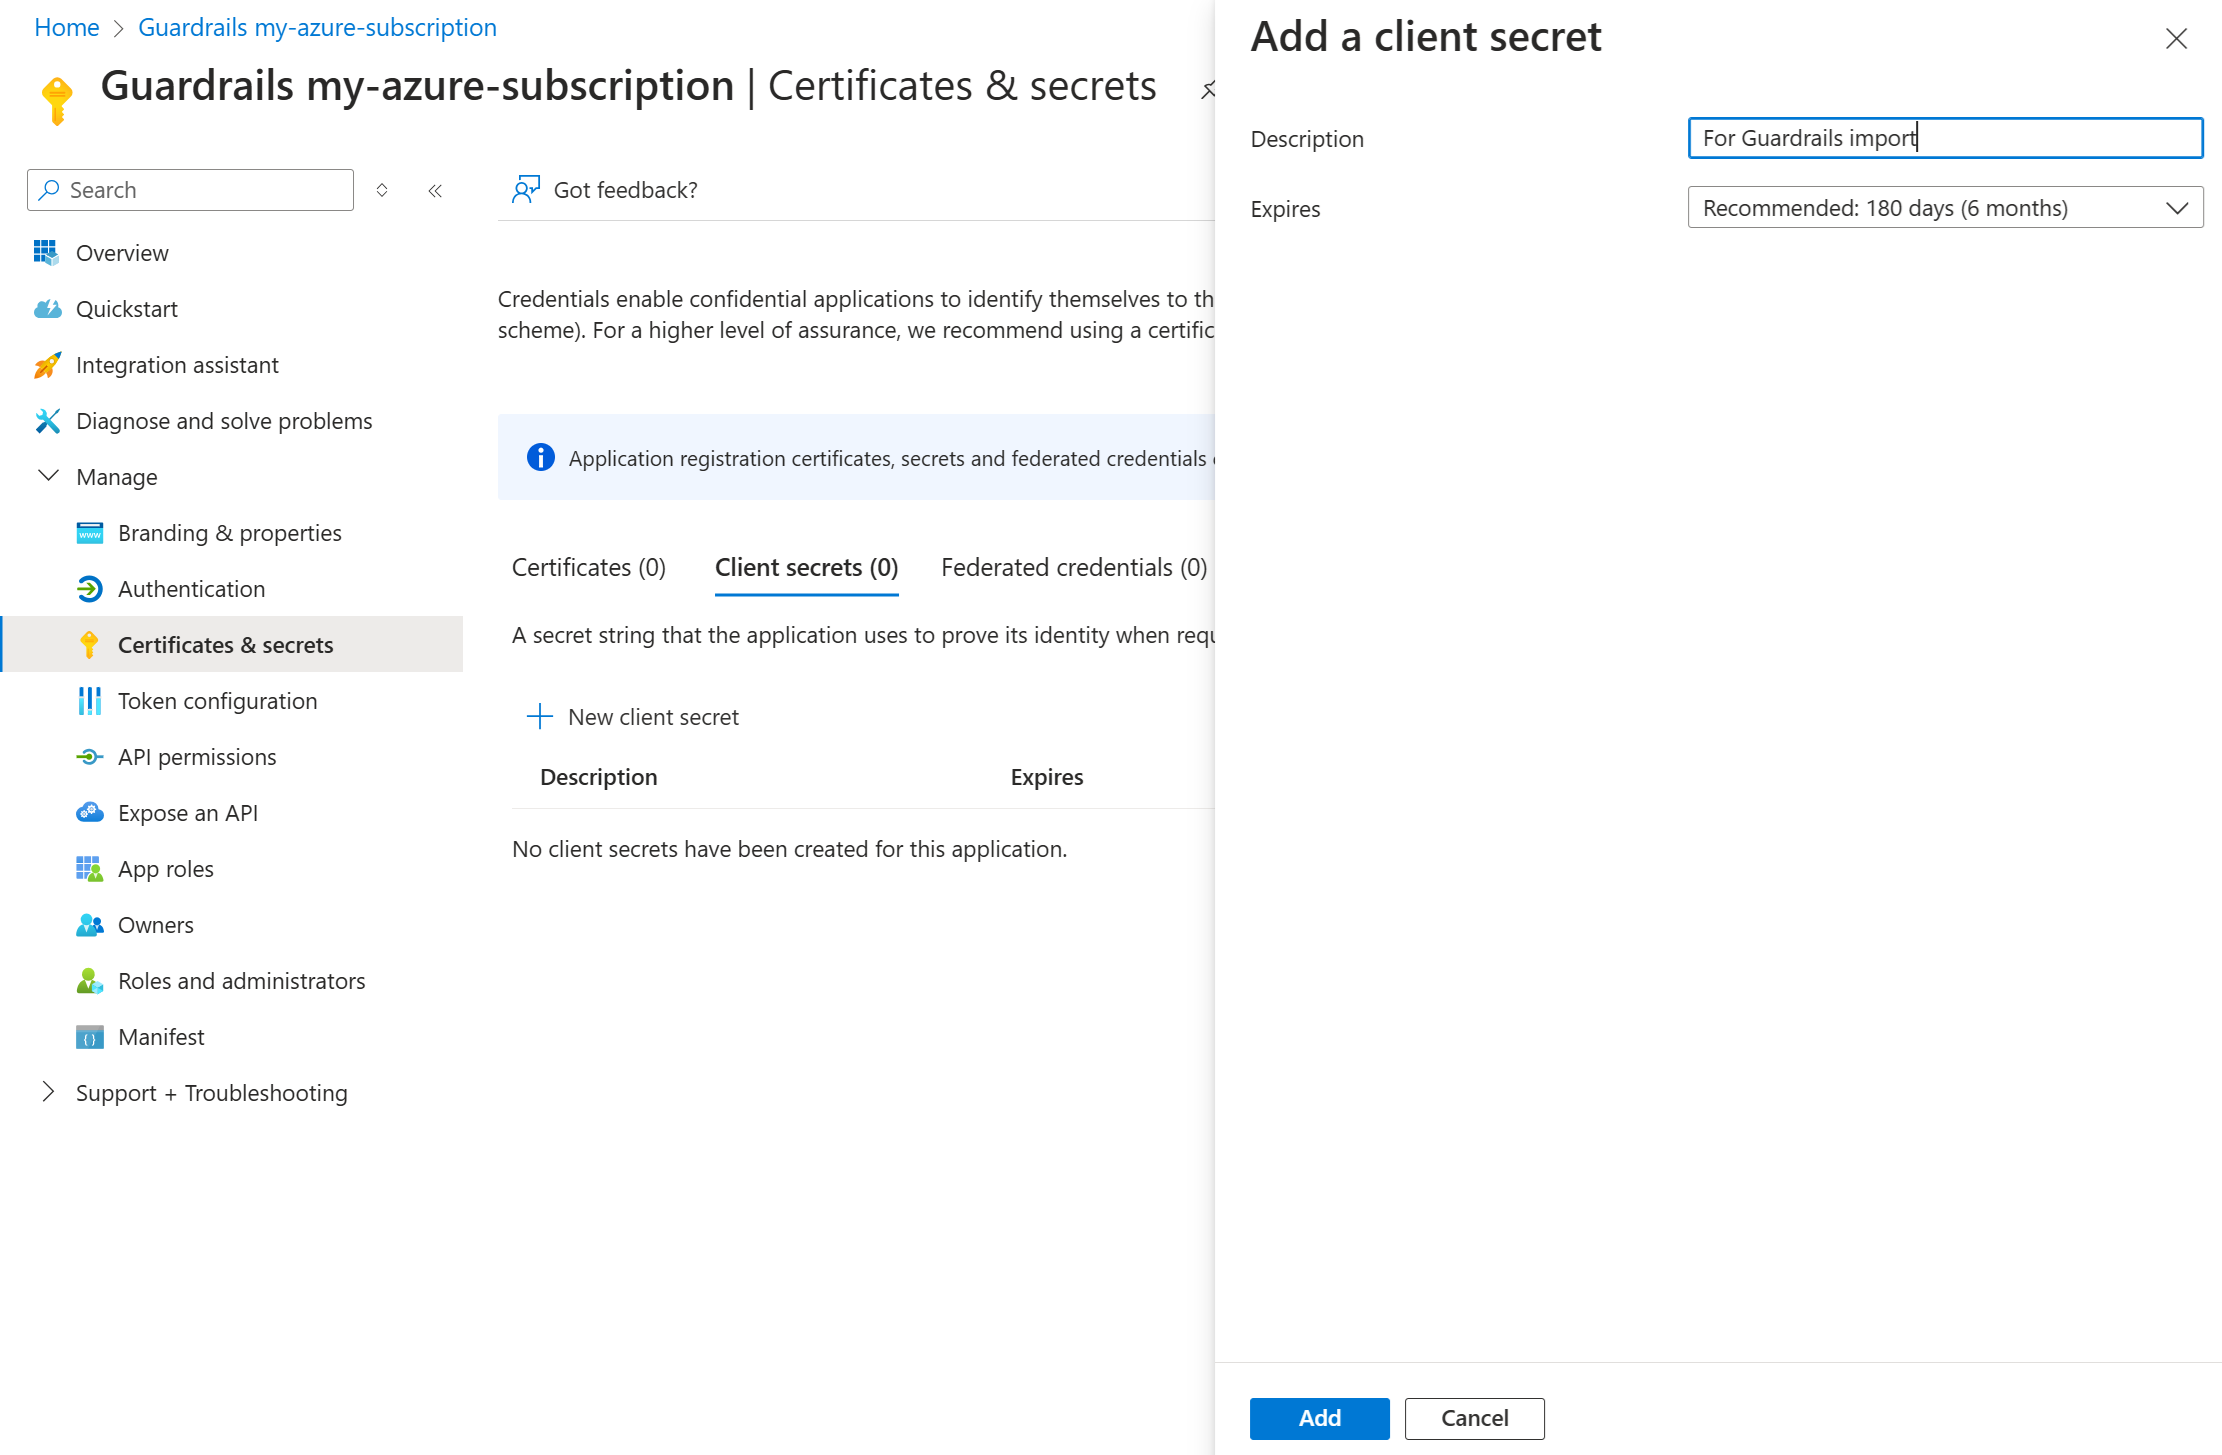 Home > Guardrails my-azure-subscription
Guardrails my-azure-subscription | Certificates & secrets
Search
Overview
Quickstart
Integration assistant
Diagnose and solve problems
Manage
Branding & properties
Authentication
Certificates & secrets
Token configuration
API permissions
Expose an API
App roles
Owners
Roles and administrators
Manifest
Support + Troubleshooting
Got feedback?
Credentials enable confidential applications to identify themselves to th
scheme). For a higher level of assurance, we recommend using a certific
Application registration certificates, secrets and federated credentials
Certificates (0) Client secrets (0) Federated credentials (0)
A secret string that the application uses to prove its identity when requ
New client secret
Description Expires
No client secrets have been created for this application.
Add a client secret
Description For Guardrails import
Expires Recommended: 180 days (6 months)
Add Cancel